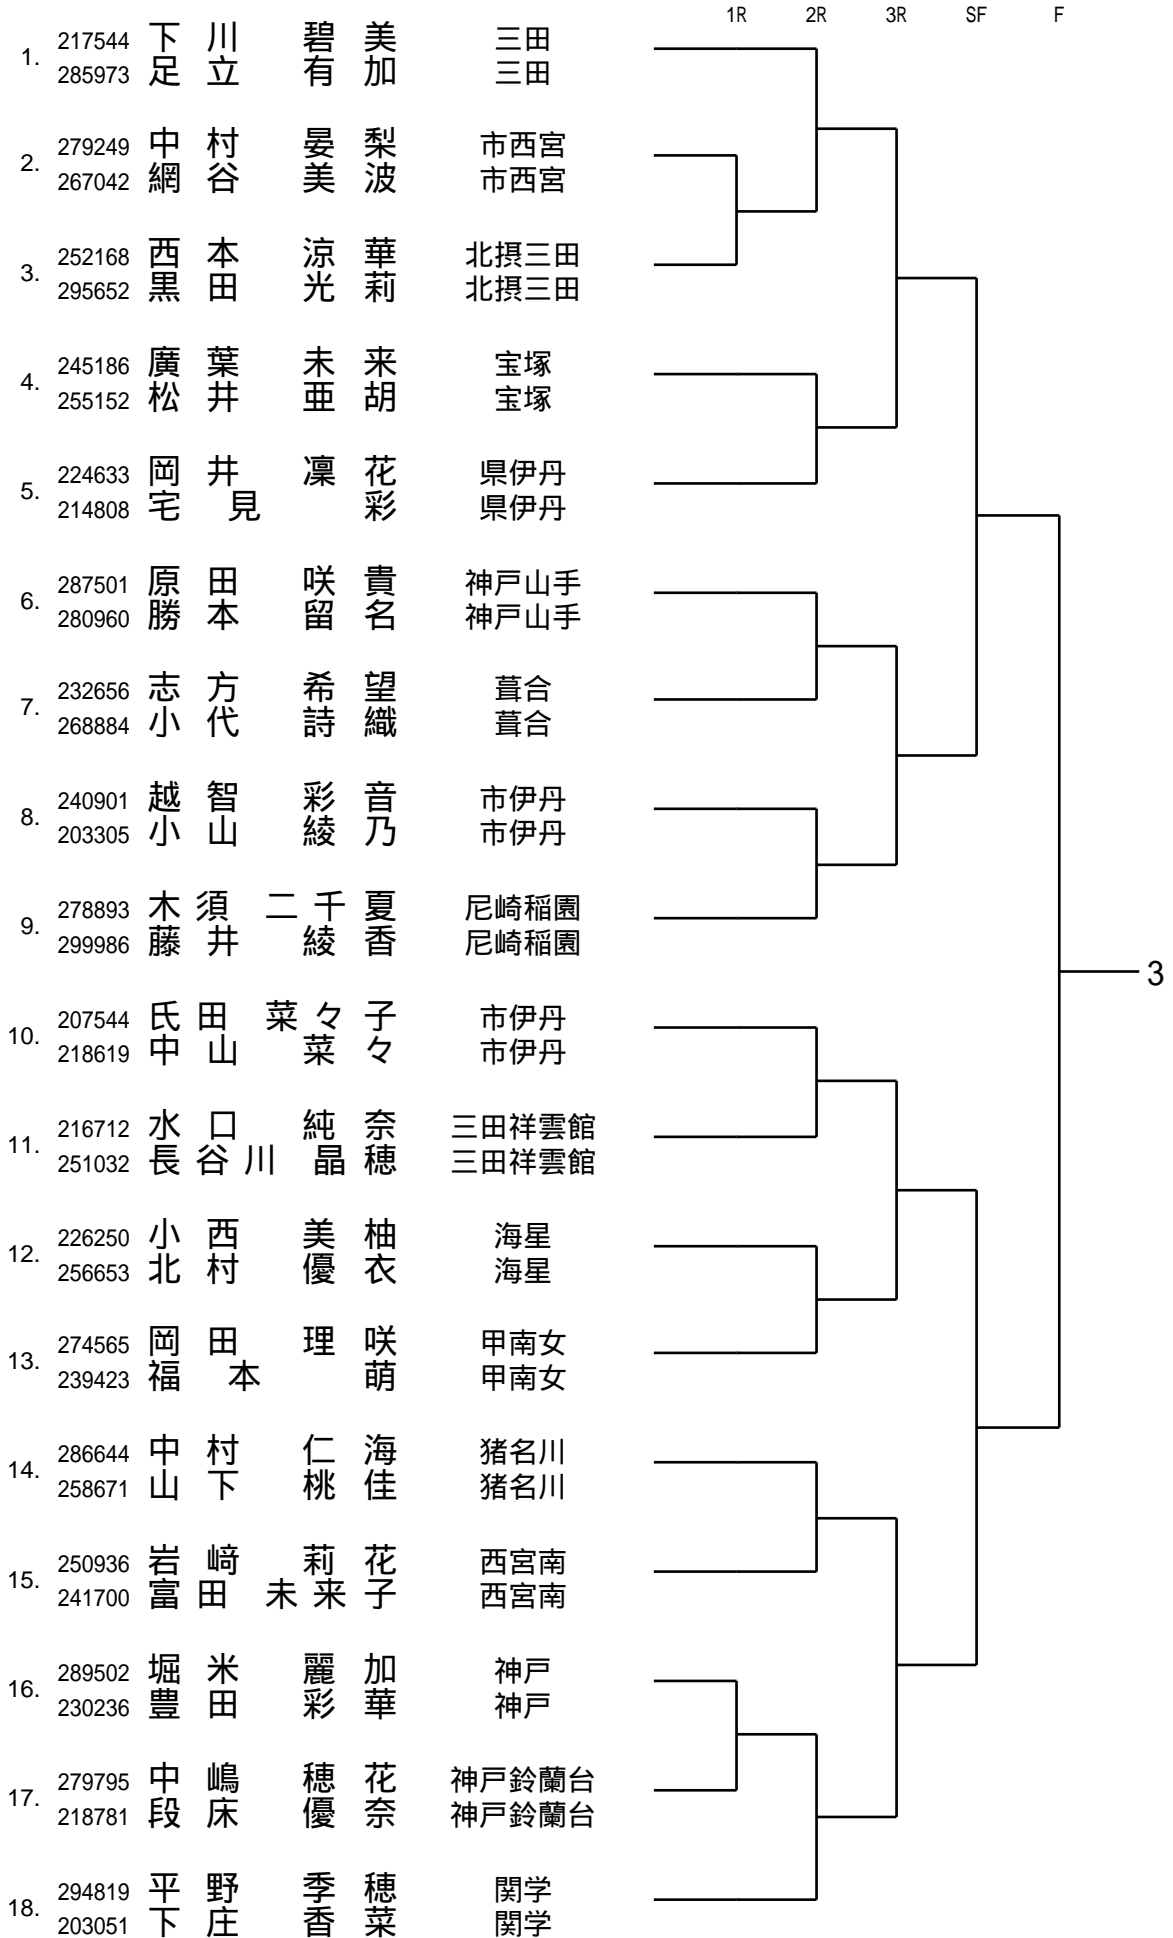 1R 2R 3R SF F
1. 217544 下川 碧美 三田
285973 足立 有加 三田
2. 279249 中村 晏梨 市西宮
267042 網谷 美波 市西宮
3. 252168 西本 涼華 北摂三田
295652 黒田 光莉 北摂三田
4. 245186 廣葉 未来 宝塚
255152 松井 亜胡 宝塚
5. 224633 岡井 凜花 県伊丹
214808 宅見 彩 県伊丹
6. 287501 原田 咲貴 神戸山手
280960 勝本 留名 神戸山手
7. 232656 志方 希望 葺合
268884 小代 詩織 葺合
8. 240901 越智 彩音 市伊丹
203305 小山 綾乃 市伊丹
9. 278893 木須 二千夏 尼崎稲園
299986 藤井 綾香 尼崎稲園
3
10. 207544 氏田 菜々子 市伊丹
218619 中山 菜々 市伊丹
11. 216712 水口 純奈 三田祥雲館
251032 長谷川 晶穂 三田祥雲館
12. 226250 小西 美柚 海星
256653 北村 優衣 海星
13. 274565 岡田 理咲 甲南女
239423 福本 萌 甲南女
14. 286644 中村 仁海 猪名川
258671 山下 桃佳 猪名川
15. 250936 岩﨑 莉花 西宮南
241700 富田 未来子 西宮南
16. 289502 堀米 麗加 神戸
230236 豊田 彩華 神戸
17. 279795 中嶋 穂花 神戸鈴蘭台
218781 段床 優奈 神戸鈴蘭台
18. 294819 平野 季穂 関学
203051 下庄 香菜 関学